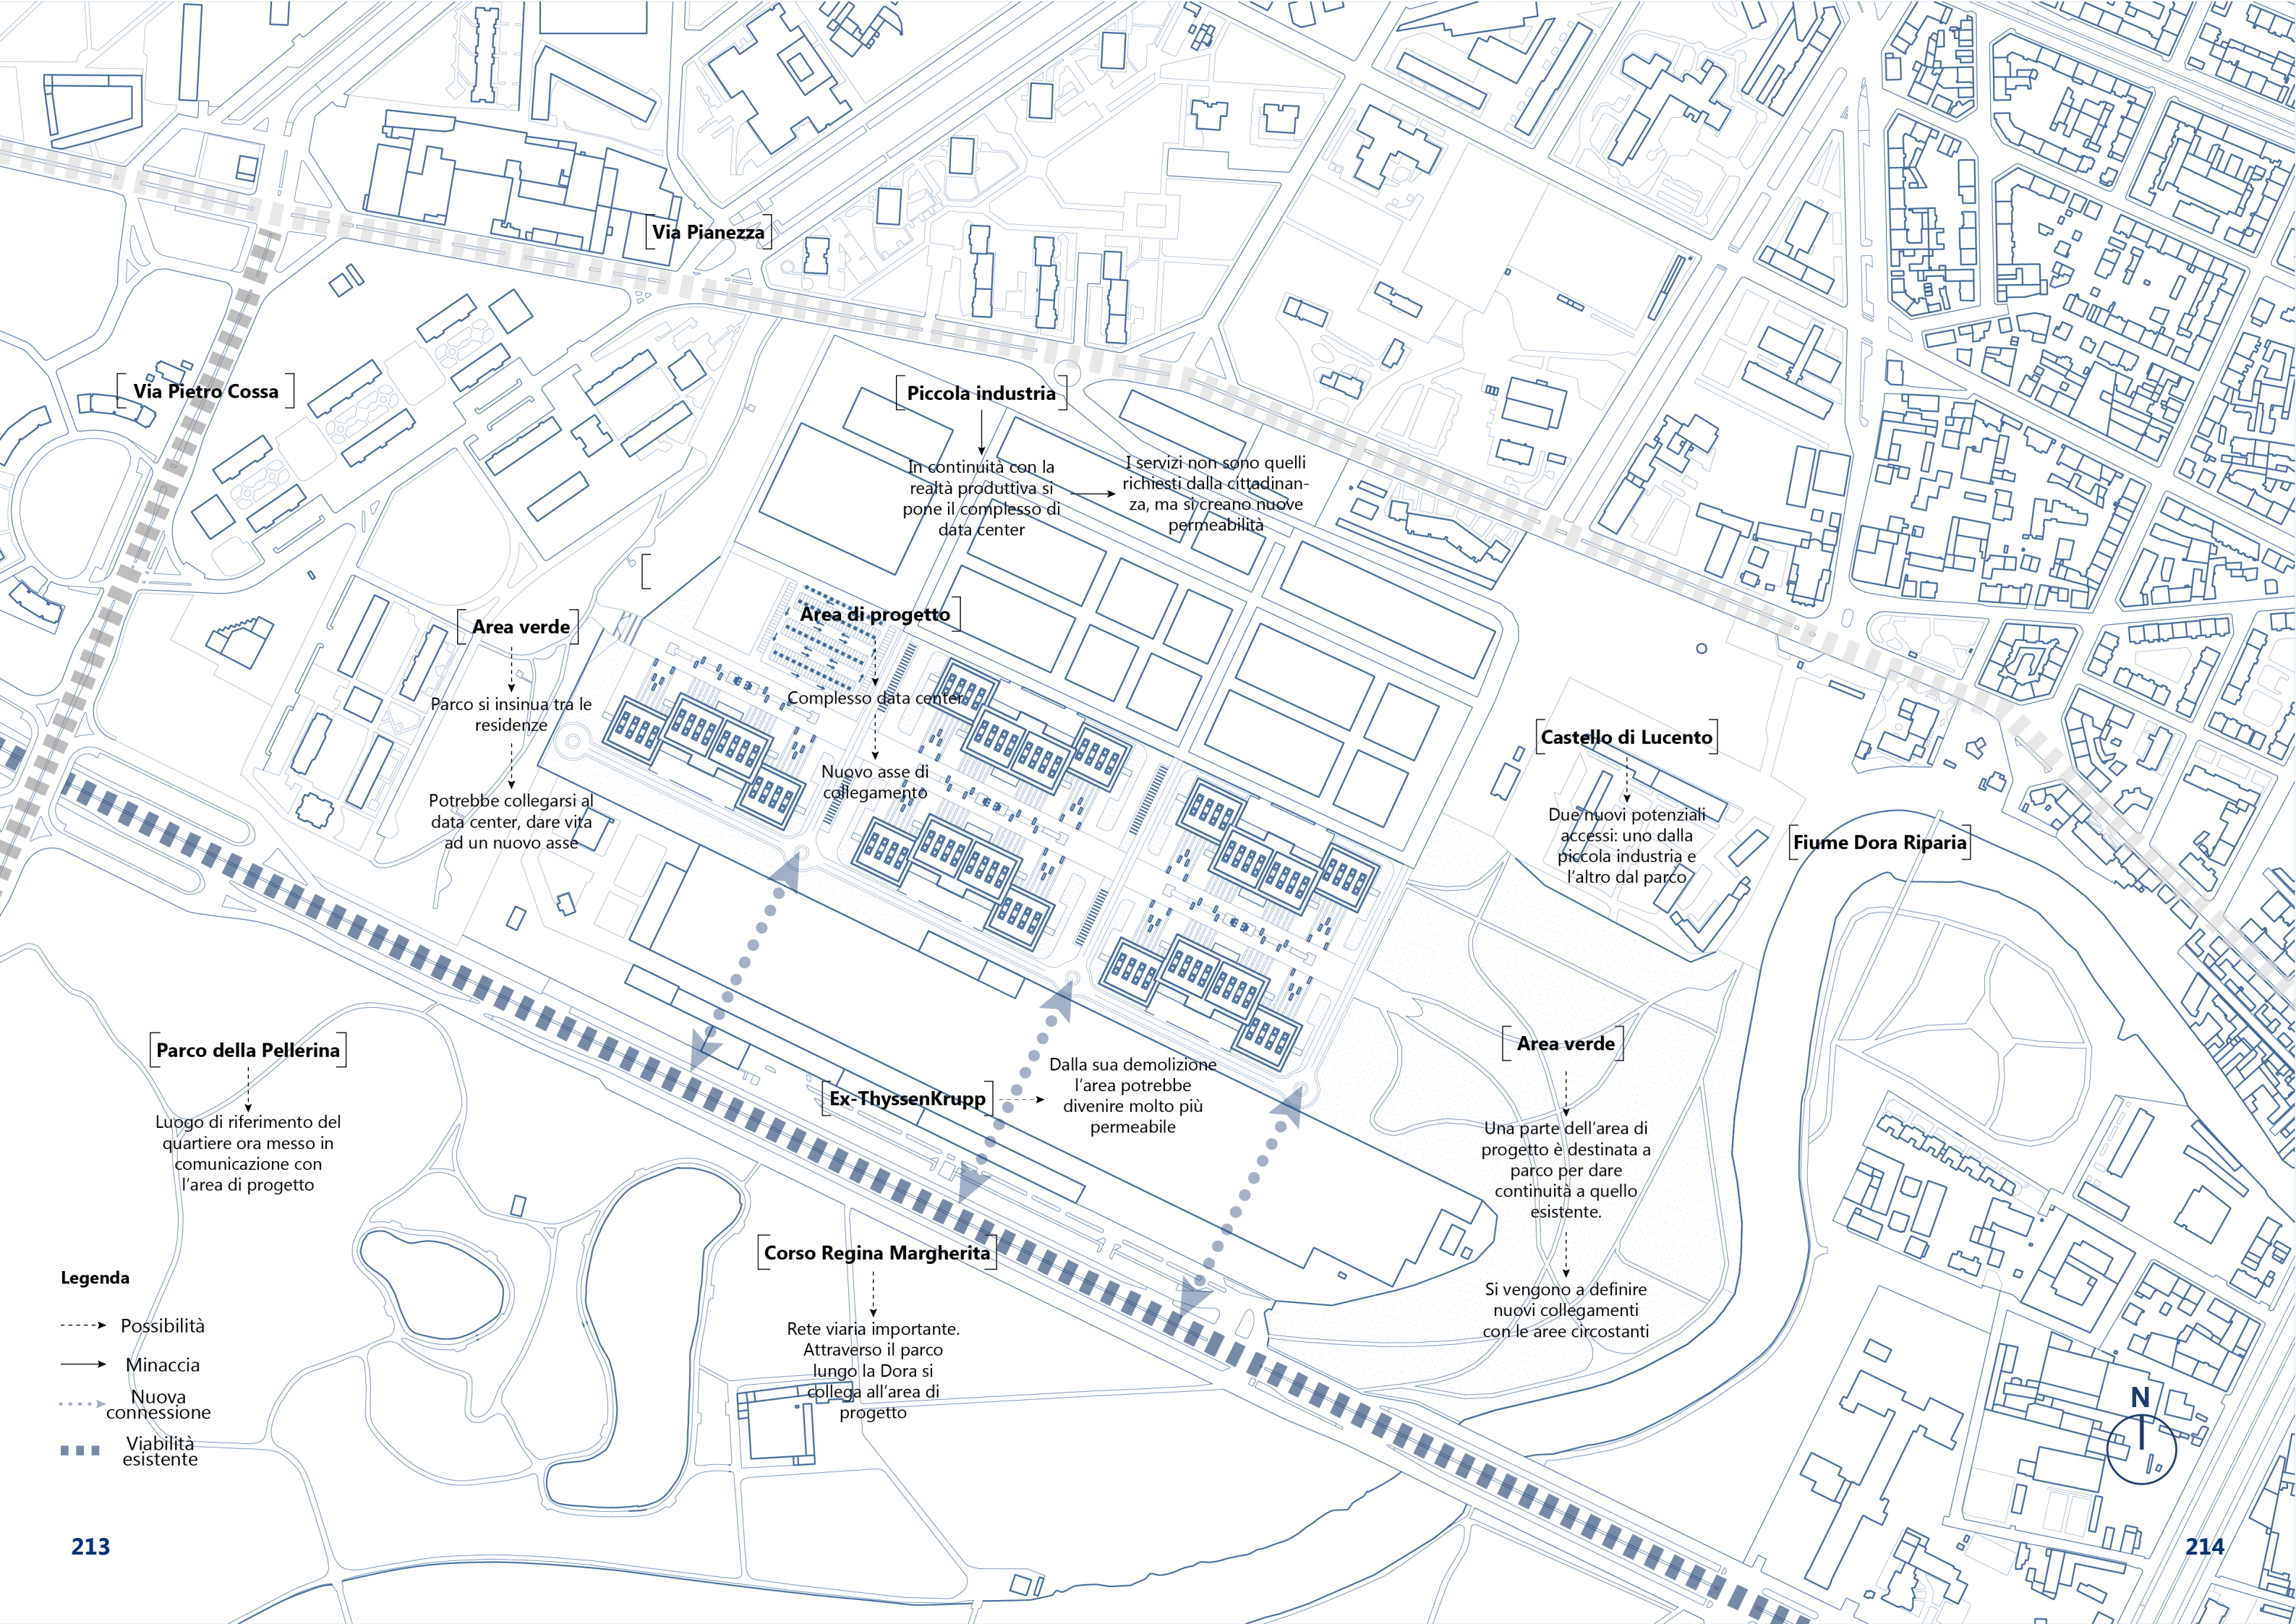 Via Pianezza
Via Pietro Cossa
Piccola industria
In continuità con la
realtà produttiva si
pone il complesso di
data center
I servizi non sono quelli
richiesti dalla cittadinan-
za, ma si creano nuove
permeabilità
Area verde
Parco si insinua tra le
residenze
Potrebbe collegarsi al
data center, dare vita
ad un nuovo asse
Area di progetto
Complesso data center
Nuovo asse di
collegamento
Castello di Lucento
Due nuovi potenziali
accessi: uno dalla
piccola industria e
l'altro dal parco
Fiume Dora Riparia
Parco della Pellerina
Luogo di riferimento del
quartiere ora messo in
comunicazione con
l'area di progetto
Ex-ThyssenKrupp
Dalla sua demolizione
l'area potrebbe
divenire molto più
permeabile
Area verde
Una parte dell'area di
progetto è destinata a
parco per dare
continuità a quello
esistente.
Si vengono a definire
nuovi collegamenti
con le aree circostanti
Corso Regina Margherita
Rete viaria importante.
Attraverso il parco
lungo la Dora si
collega all'area di
progetto
Legenda
Possibilità
Minaccia
Nuova
connessione
Viabilità
esistente
N
213
214